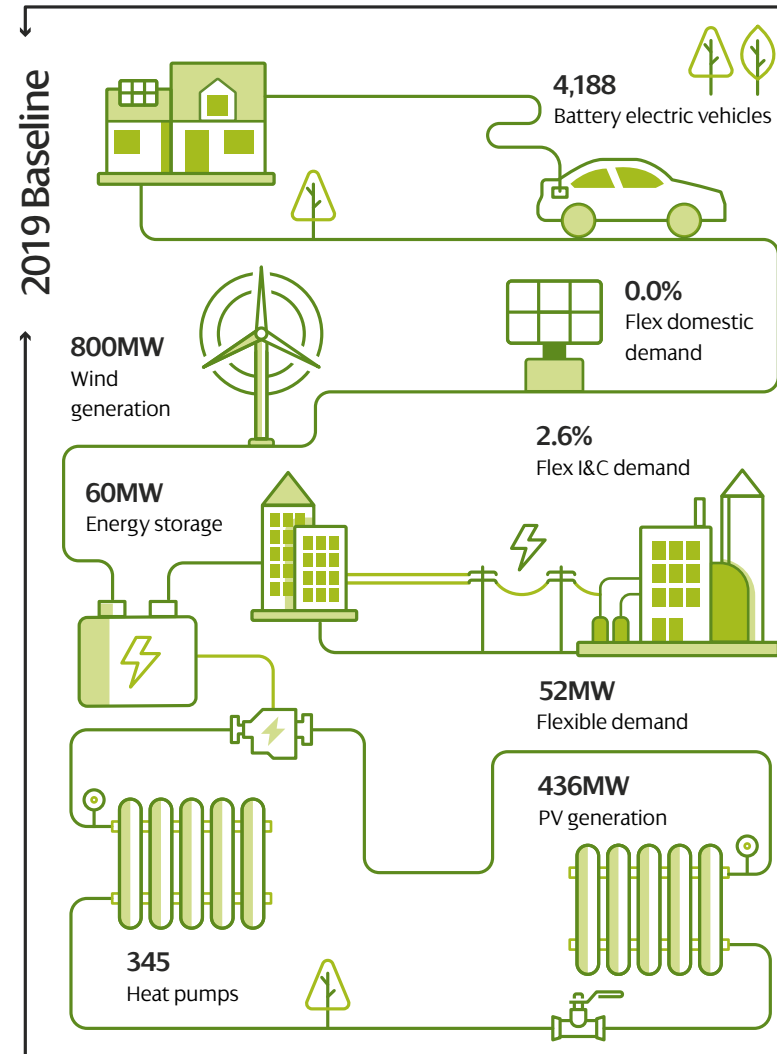 2019 Baseline
4,188
Battery electric vehicles
0.0%
Flex domestic
demand
800MW
Wind
generation
2.6%
Flex I&C demand
60MW
Energy storage
52MW
Flexible demand
436MW
PV generation
345
Heat pumps